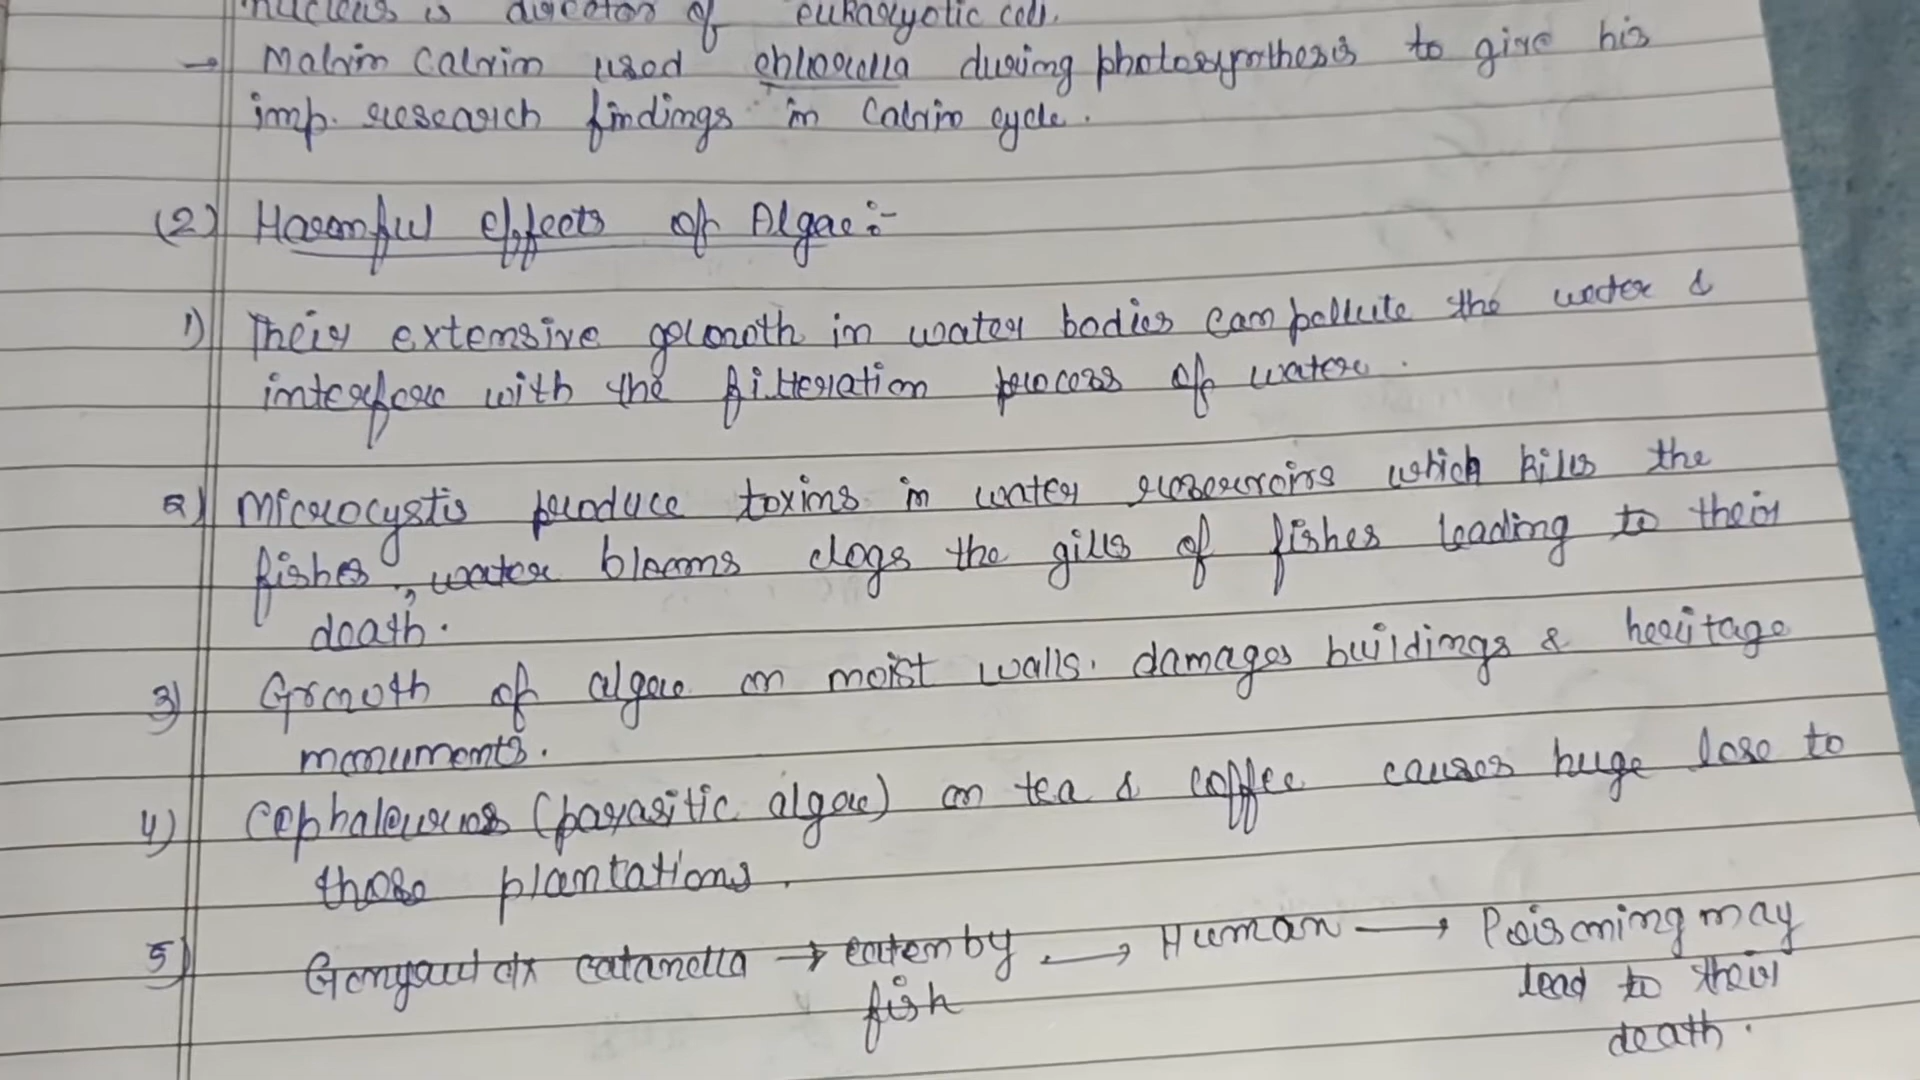 nucleus is director of eukaryotic cell.
→ Malvin Calvin used chlorella during photosynthesis to give his
imp. research findings in Calvin cycle.
(2) Harmful effects of Algae:-
1) Their extensive growth in water bodies can pollute the water &
interfere with the filteration process of water.
2) Microcystis produce toxins in water reserviors which kills the
fishes, water blooms clogs the gills of fishes leading to their
death.
3) Growth of algae on moist walls. damages buildings & heritage
monuments.
4) Cephaleuros (parasitic algae) on tea & coffee causes huge loss to
those plantations.
5) Gonyaulax catanella → eaten by → Human → Poisoning may
fish lead to their
death.